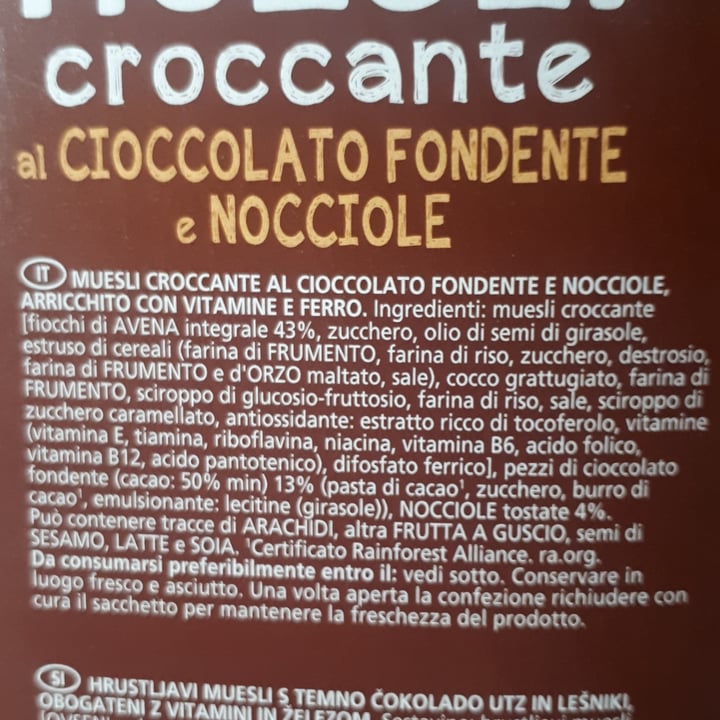 croccante
al CIOCCOLATO FONDENTE
e NOCCIOLE
IT MUESLI CROCCANTE AL CIOCCOLATO FONDENTE E NOCCIOLE,
ARRICCHITO CON VITAMINE E FERRO. Ingredienti: muesli croccante
[fiocchi di AVENA integrale 43%, zucchero, olio di semi di girasole,
estruso di cereali (farina di FRUMENTO, farina di riso, zucchero, destrosio,
farina di FRUMENTO e d'ORZO maltato, sale), cocco grattugiato, farina di
FRUMENTO, sciroppo di glucosio-fruttosio, farina di riso, sale, sciroppo di
zucchero caramellato, antiossidante: estratto ricco di tocoferolo, vitamine
(vitamina E, tiamina, riboflavina, niacina, vitamina B6, acido folico,
vitamina B12, acido pantotenico), difosfato ferrico], pezzi di cioccolato
fondente (cacao: 50% min) 13% (pasta di cacao¹, zucchero, burro di
cacao¹, emulsionante: lecitine (girasole)), NOCCIOLE tostate 4%.
Può contenere tracce di ARACHIDI, altra FRUTTA A GUSCIO, semi di
SESAMO, LATTE e SOIA. ¹Certificato Rainforest Alliance. ra.org.
Da consumarsi preferibilmente entro il: vedi sotto. Conservare in
luogo fresco e asciutto. Una volta aperta la confezione richiudere con
cura il sacchetto per mantenere la freschezza del prodotto.
SI HRUSTLJAVI MUESLI S TEMNO ČOKOLADO UTZ IN LEŠNIKI,
OBOGATENI Z VITAMINI IN ŽELEZOM.